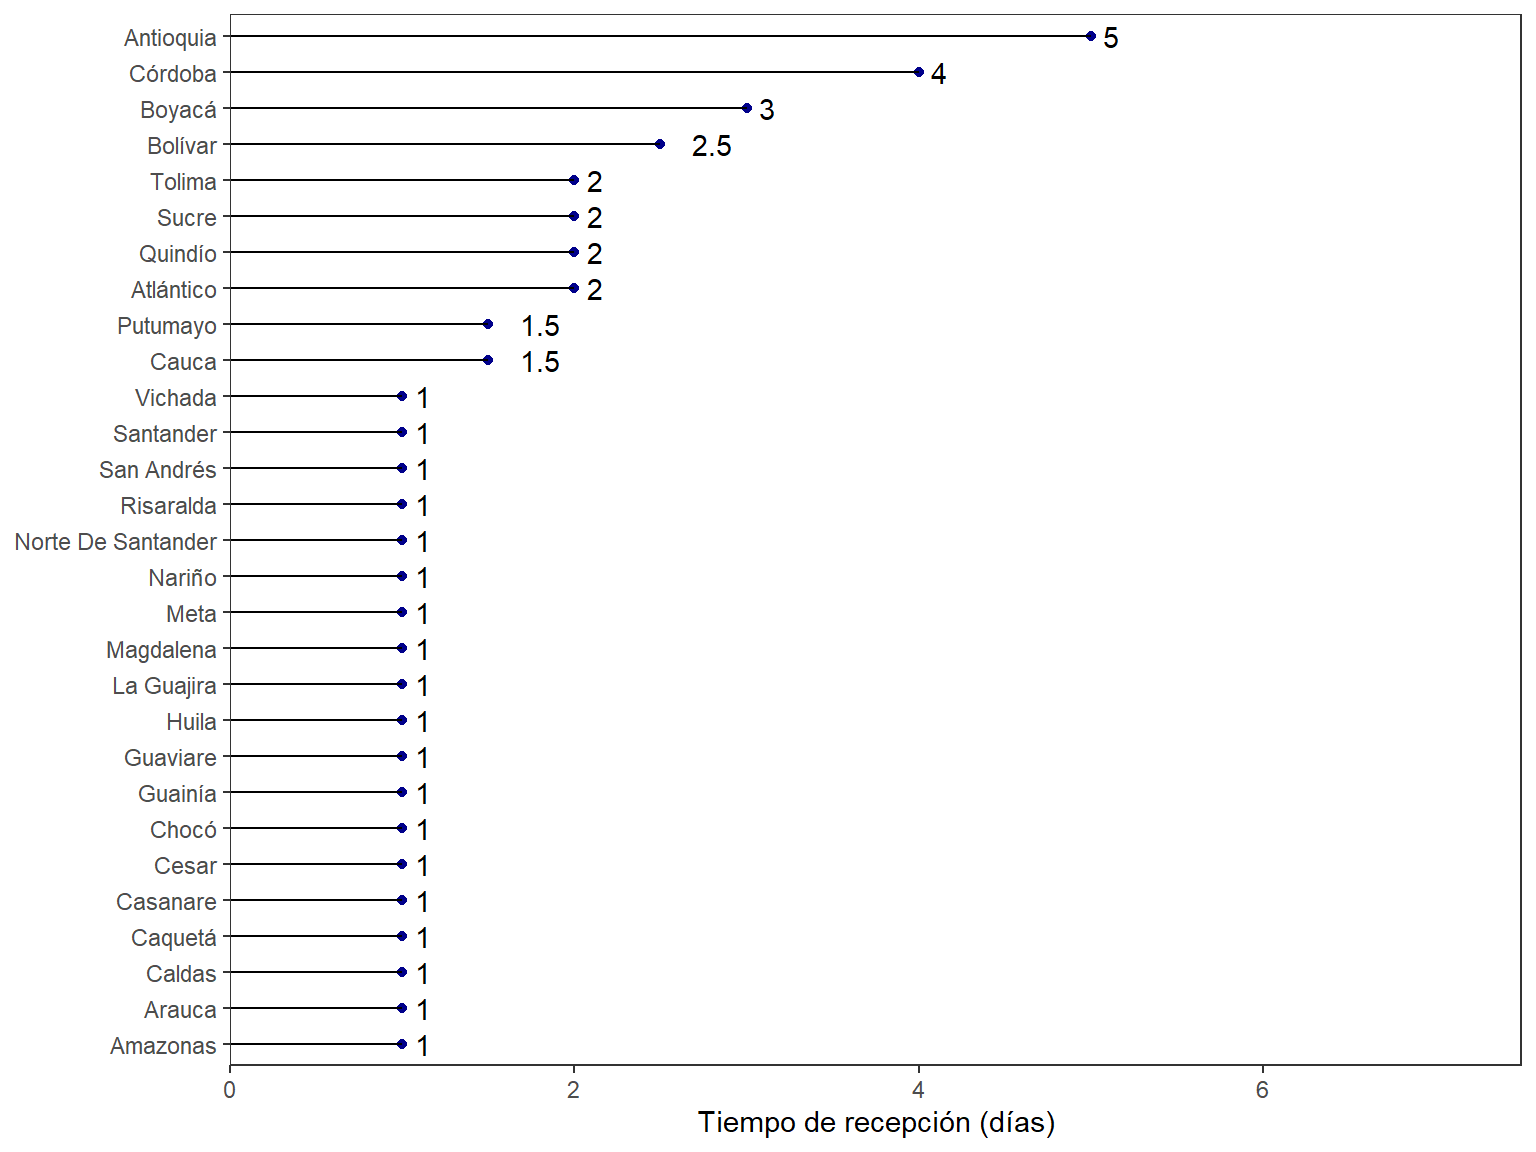 Antioquia 5
Córdoba 4
Boyacá 3
Bolívar 2.5
Tolima 2
Sucre 2
Quindío 2
Atlántico 2
Putumayo 1.5
Cauca 1.5
Vichada 1
Santander 1
San Andrés 1
Risaralda 1
Norte De Santander 1
Nariño 1
Meta 1
Magdalena 1
La Guajira 1
Huila 1
Guaviare 1
Guainía 1
Chocó 1
Cesar 1
Casanare 1
Caquetá 1
Caldas 1
Arauca 1
Amazonas 1
0 2 4 6
Tiempo de recepción (días)